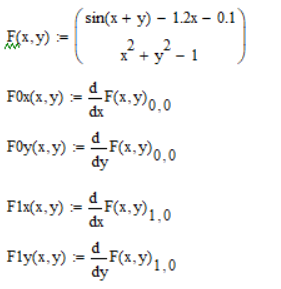 F(x,y) := ( sin(x + y) − 1.2x − 0.1
x² + y² − 1 )
F0x(x,y) := d/dx F(x,y)0,0
F0y(x,y) := d/dy F(x,y)0,0
F1x(x,y) := d/dx F(x,y)1,0
F1y(x,y) := d/dy F(x,y)1,0